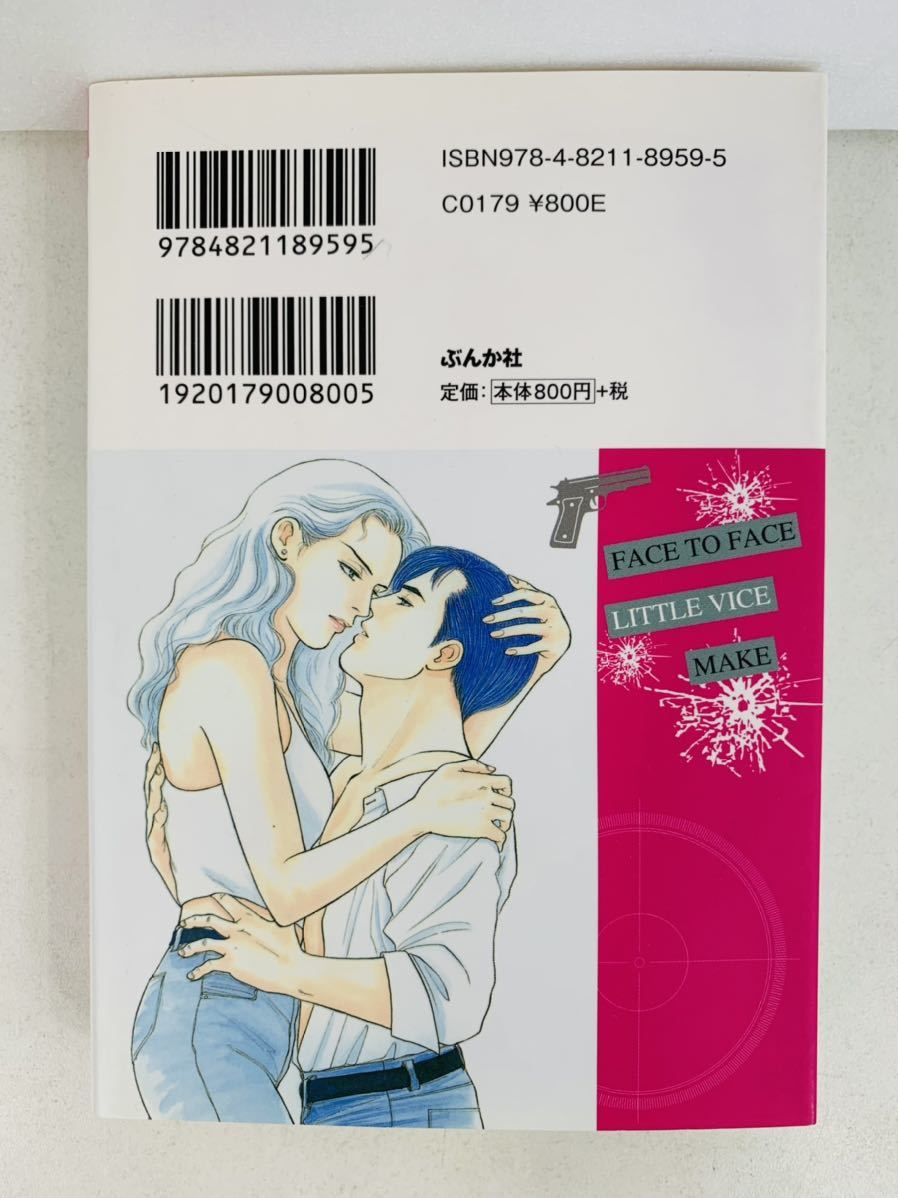 9784821189595
1920179008005
ISBN978-4-8211-8959-5
C0179 ¥800E
ぶんか社
定価：本体800円+税
FACE TO FACE
LITTLE VICE
MAKE